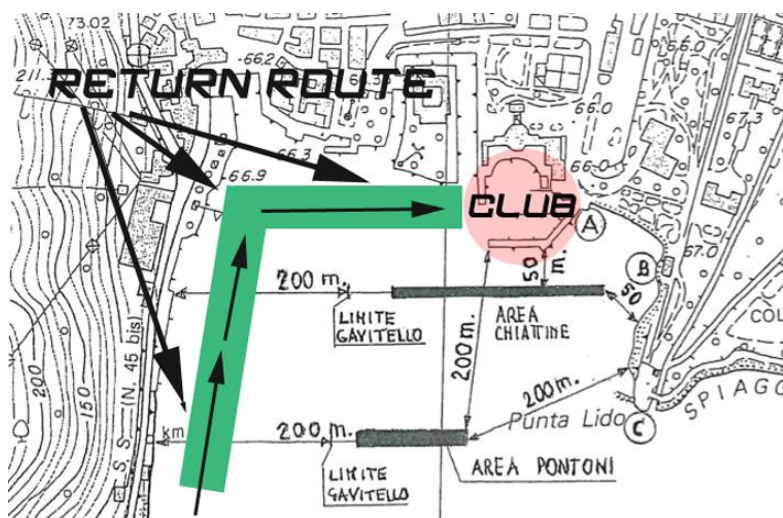 73.02
211.
66.2
66.0
RETURN ROUTE
66.0
67.3
66.3
66.0
66.9
CLUB
A
50 m.
67.0
B
200 m.
50
LIMITE
GAVITELLO
AREA
CHIATTINE
COL
S.S. (N. 45 bis)
200 m.
200 m.
SPIAGG
200
150
Punta Lido
C
km
200 m.
LIMITE
GAVITELLO
AREA PONTONI